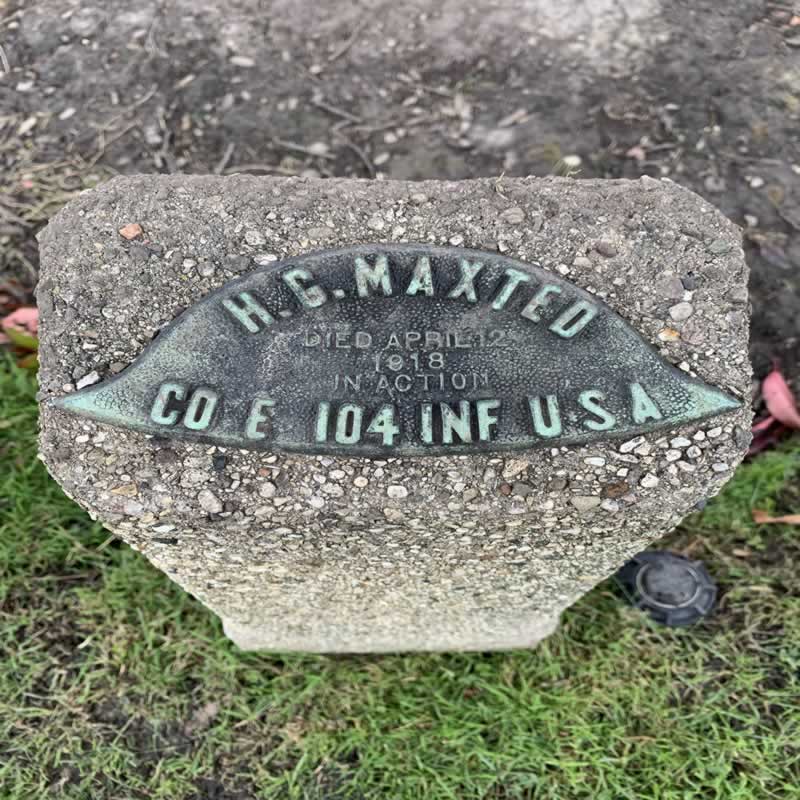 H.G. MAXTED
DIED APRIL 12
1918
IN ACTION
CO E 104 INF U.S.A